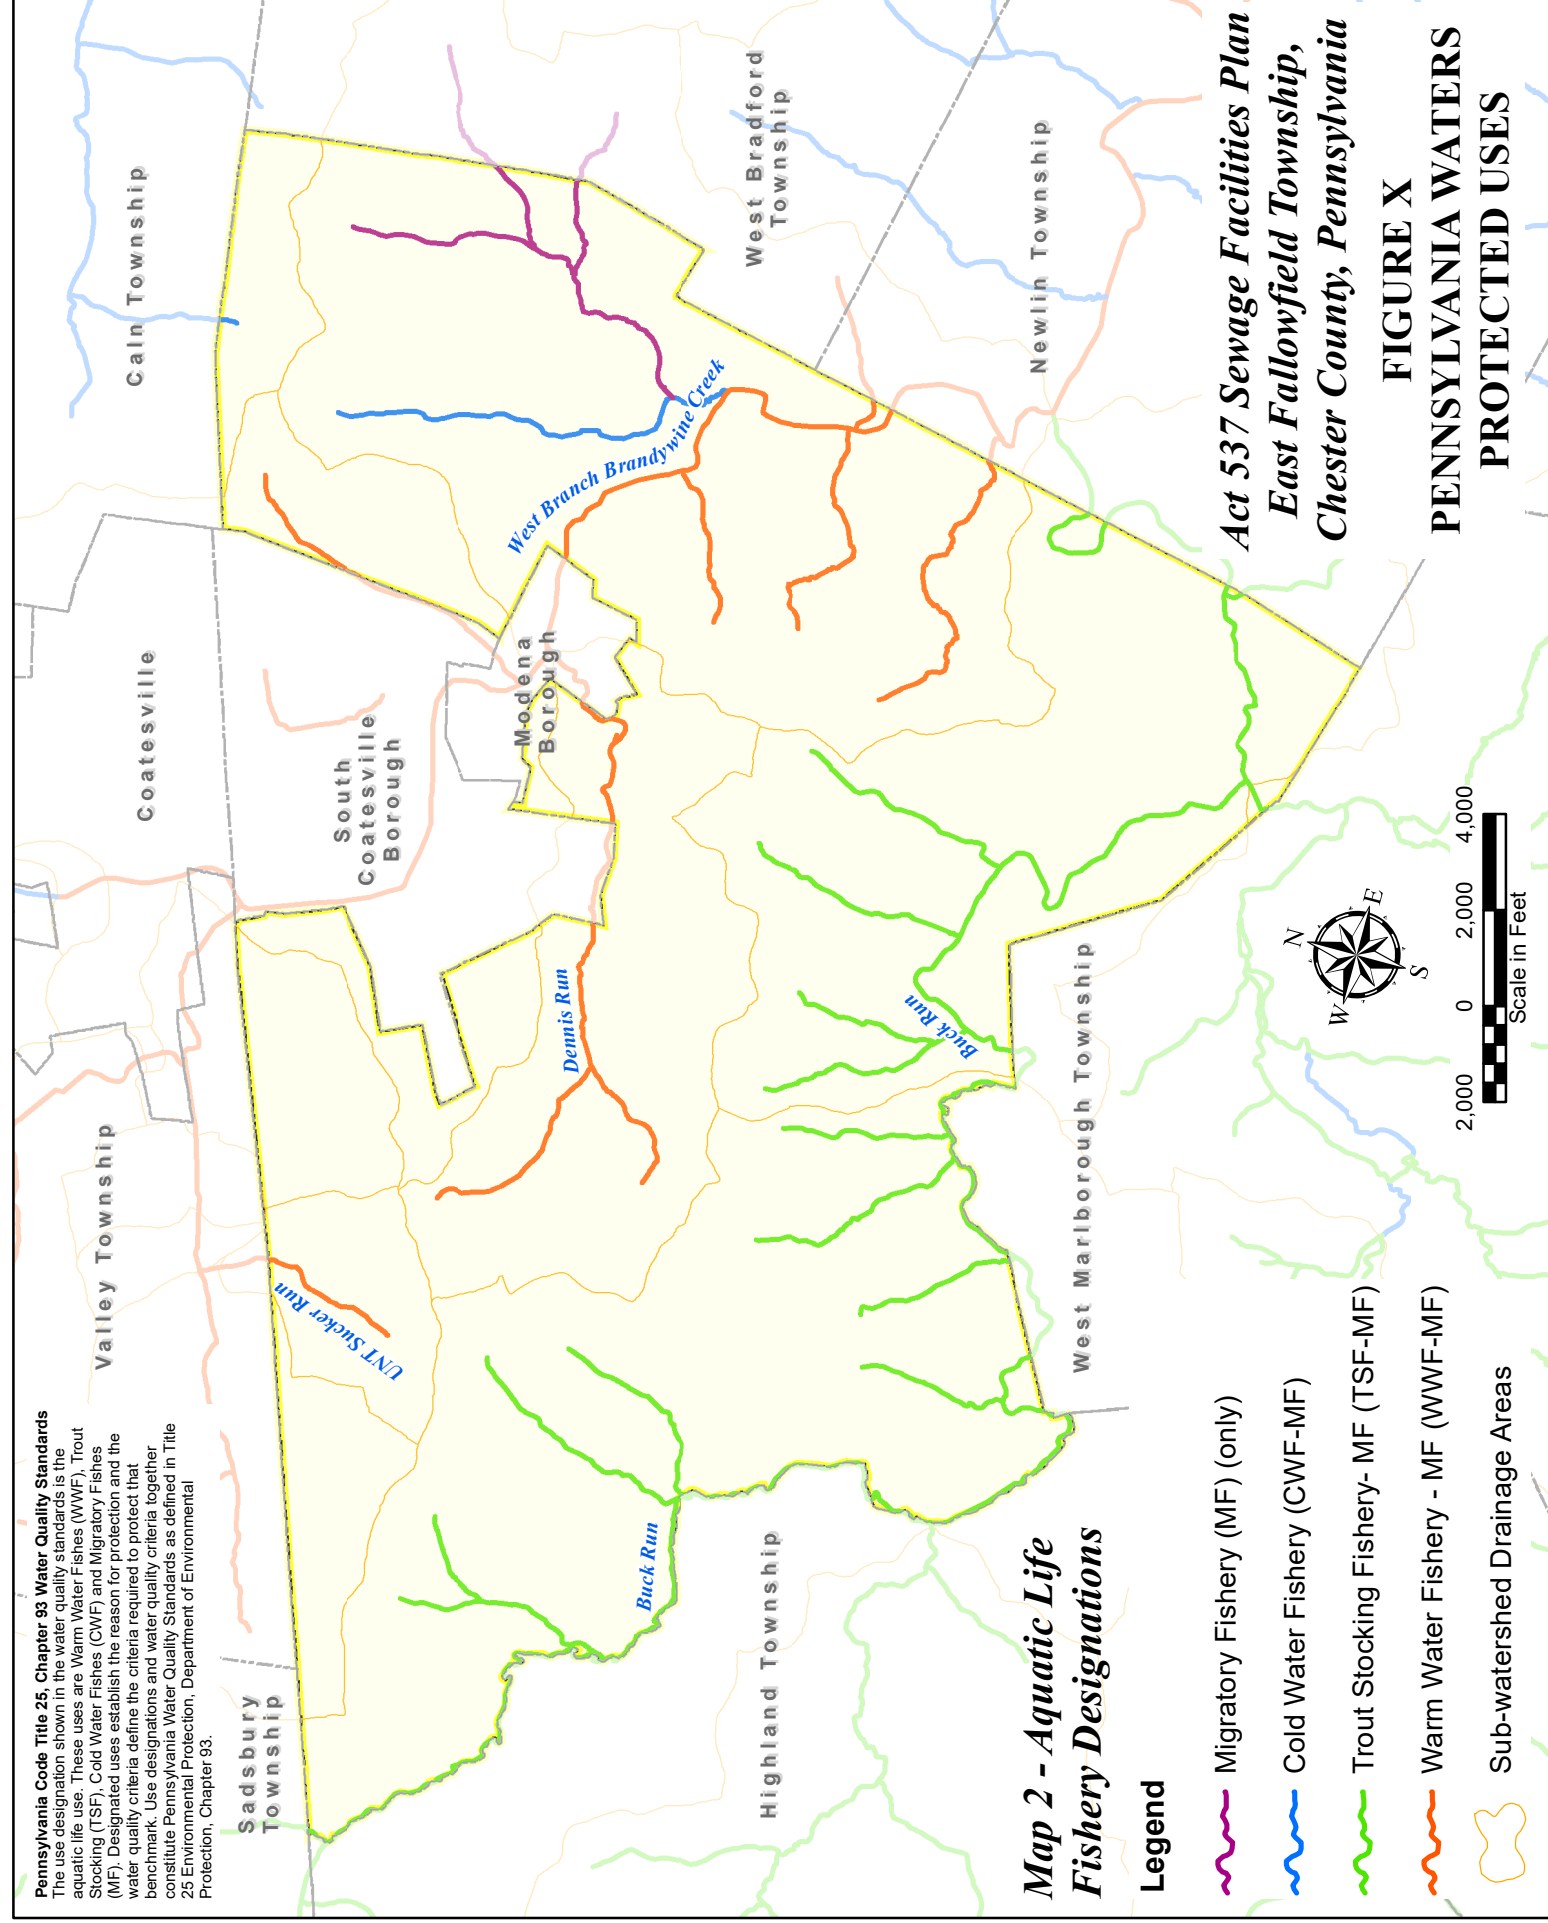 Pennsylvania Code Title 25, Chapter 93 Water Quality Standards
The use designation shown in the water quality standards is the
aquatic life use. These uses are Warm Water Fishes (WWF), Trout
Stocking (TSF), Cold Water Fishes (CWF) and Migratory Fishes
(MF). Designated uses establish the reason for protection and the
water quality criteria define the criteria required to protect that
benchmark. Use designations and water quality criteria together
constitute Pennsylvania Water Quality Standards as defined in Title
25 Environmental Protection, Department of Environmental
Protection, Chapter 93.
Sadsbury
Township
Valley Township
Coatesville
South
Coatesville
Borough
Modena
Borough
Caln Township
West Bradford
Township
Newlin Township
West Marlborough Township
Highland Township
UNT Sucker Run
Dennis Run
West Branch Brandywine Creek
Buck Run
Buck Run
Map 2 - Aquatic Life
Fishery Designations
Legend
Migratory Fishery (MF) (only)
Cold Water Fishery (CWF-MF)
Trout Stocking Fishery- MF (TSF-MF)
Warm Water Fishery - MF (WWF-MF)
Sub-watershed Drainage Areas
N
E
S
W
2,000
0
2,000
4,000
Scale in Feet
Act 537 Sewage Facilities Plan
East Fallowfield Township,
Chester County, Pennsylvania
FIGURE X
PENNSYLVANIA WATERS
PROTECTED USES